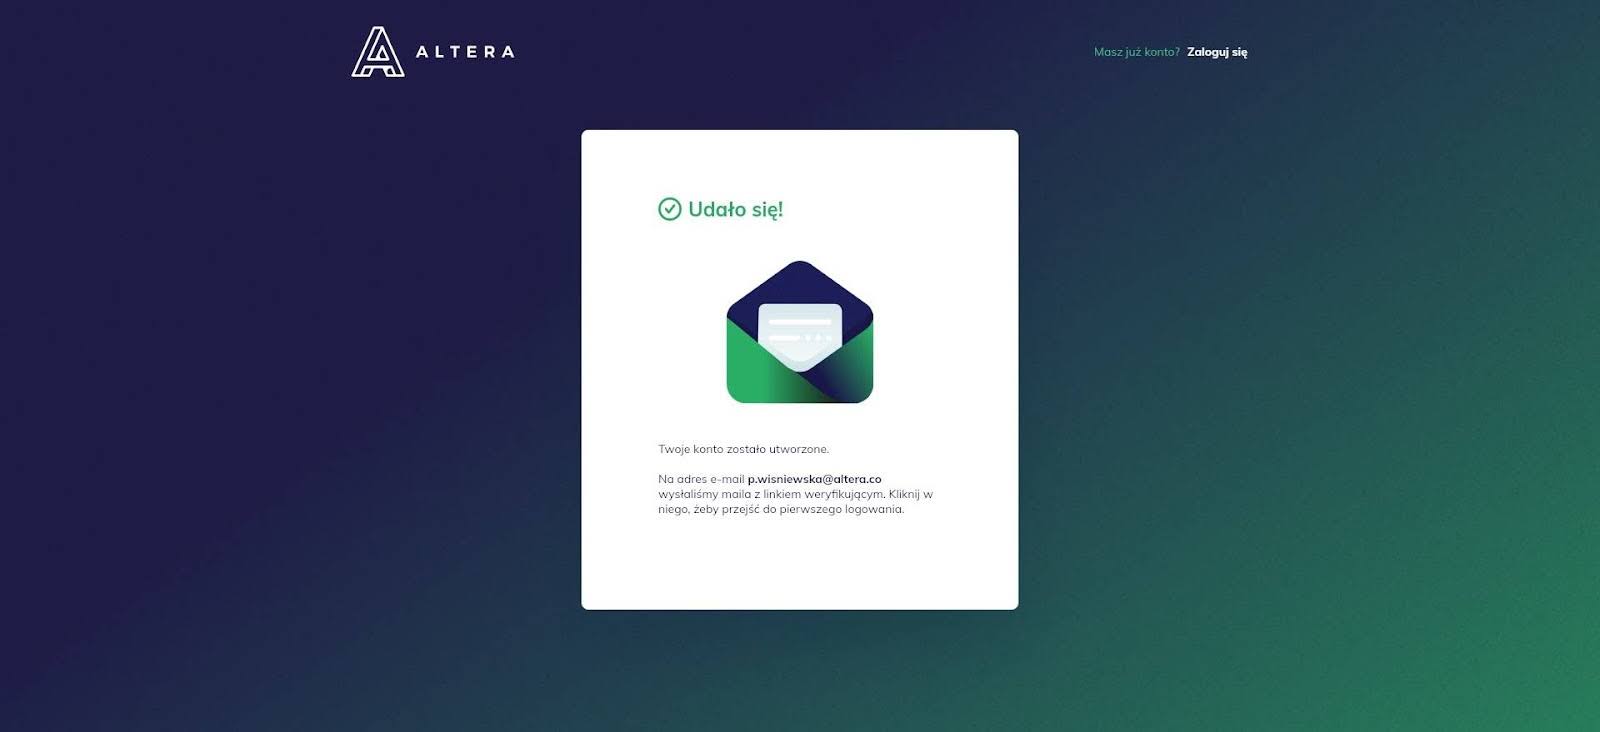 ALTERA
Masz już konto? Zaloguj się
Udało się!
Twoje konto zostało utworzone.
Na adres e-mail p.wisniewska@altera.co
wysłaliśmy maila z linkiem weryfikującym. Kliknij w
niego, żeby przejść do pierwszego logowania.